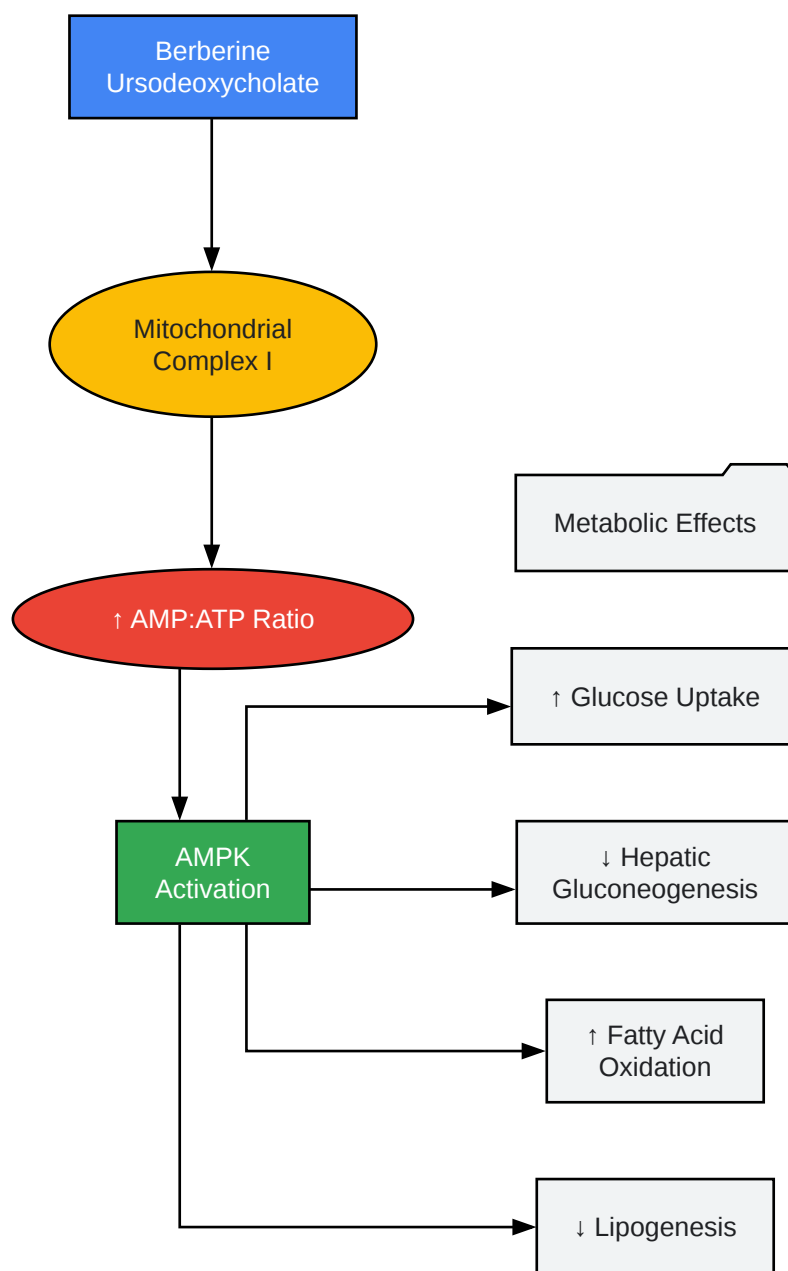 Berberine
Ursodeoxycholate
Mitochondrial
Complex I
Metabolic Effects
↑ AMP:ATP Ratio
↑ Glucose Uptake
AMPK
Activation
↓ Hepatic
Gluconeogenesis
↑ Fatty Acid
Oxidation
↓ Lipogenesis